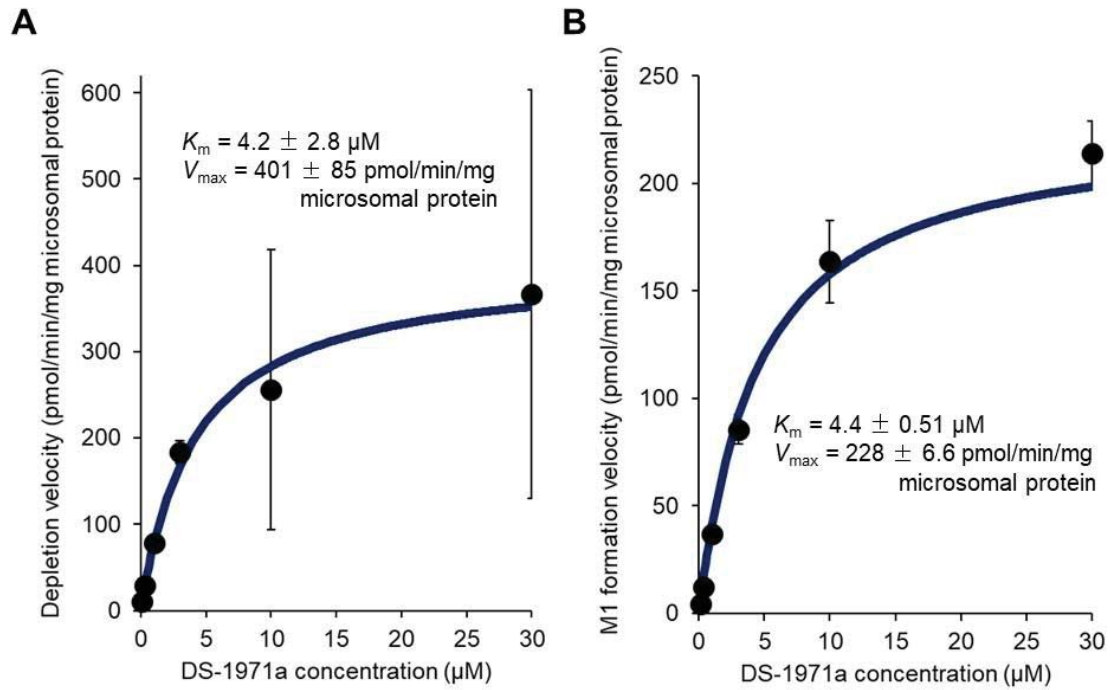 A
Depletion velocity (pmol/min/mg microsomal protein)
600
500
400
300
200
100
0
Km = 4.2 ± 2.8 µM
Vmax = 401 ± 85 pmol/min/mg
microsomal protein
0 5 10 15 20 25 30
DS-1971a concentration (µM)
B
M1 formation velocity (pmol/min/mg microsomal protein)
250
200
150
100
50
0
Km = 4.4 ± 0.51 µM
Vmax = 228 ± 6.6 pmol/min/mg
microsomal protein
0 5 10 15 20 25 30
DS-1971a concentration (µM)